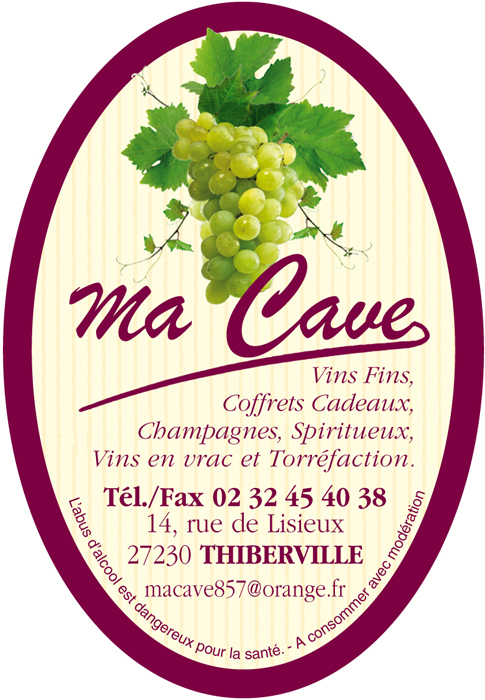 Ma Cave
Vins Fins,
Coffrets Cadeaux,
Champagnes, Spiritueux,
Vins en vrac et Torréfaction.
Tél./Fax 02 32 45 40 38
14, rue de Lisieux
27230 THIBERVILLE
macave857@orange.fr
L'abus d'alcool est dangereux pour la santé. - A consommer avec modération